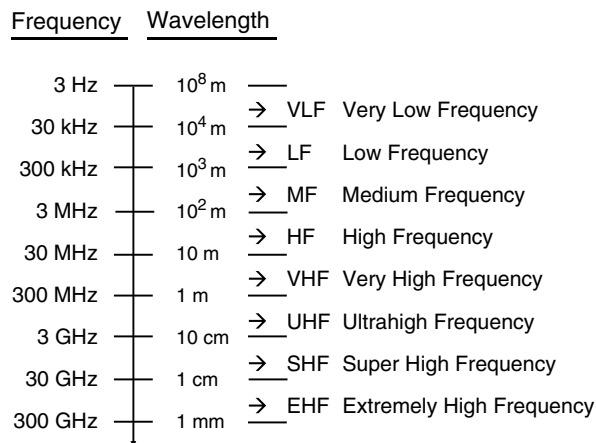 Frequency Wavelength
3 Hz 10⁸ m
→ VLF Very Low Frequency
30 kHz 10⁴ m
→ LF Low Frequency
300 kHz 10³ m
→ MF Medium Frequency
3 MHz 10² m
→ HF High Frequency
30 MHz 10 m
→ VHF Very High Frequency
300 MHz 1 m
→ UHF Ultrahigh Frequency
3 GHz 10 cm
→ SHF Super High Frequency
30 GHz 1 cm
→ EHF Extremely High Frequency
300 GHz 1 mm